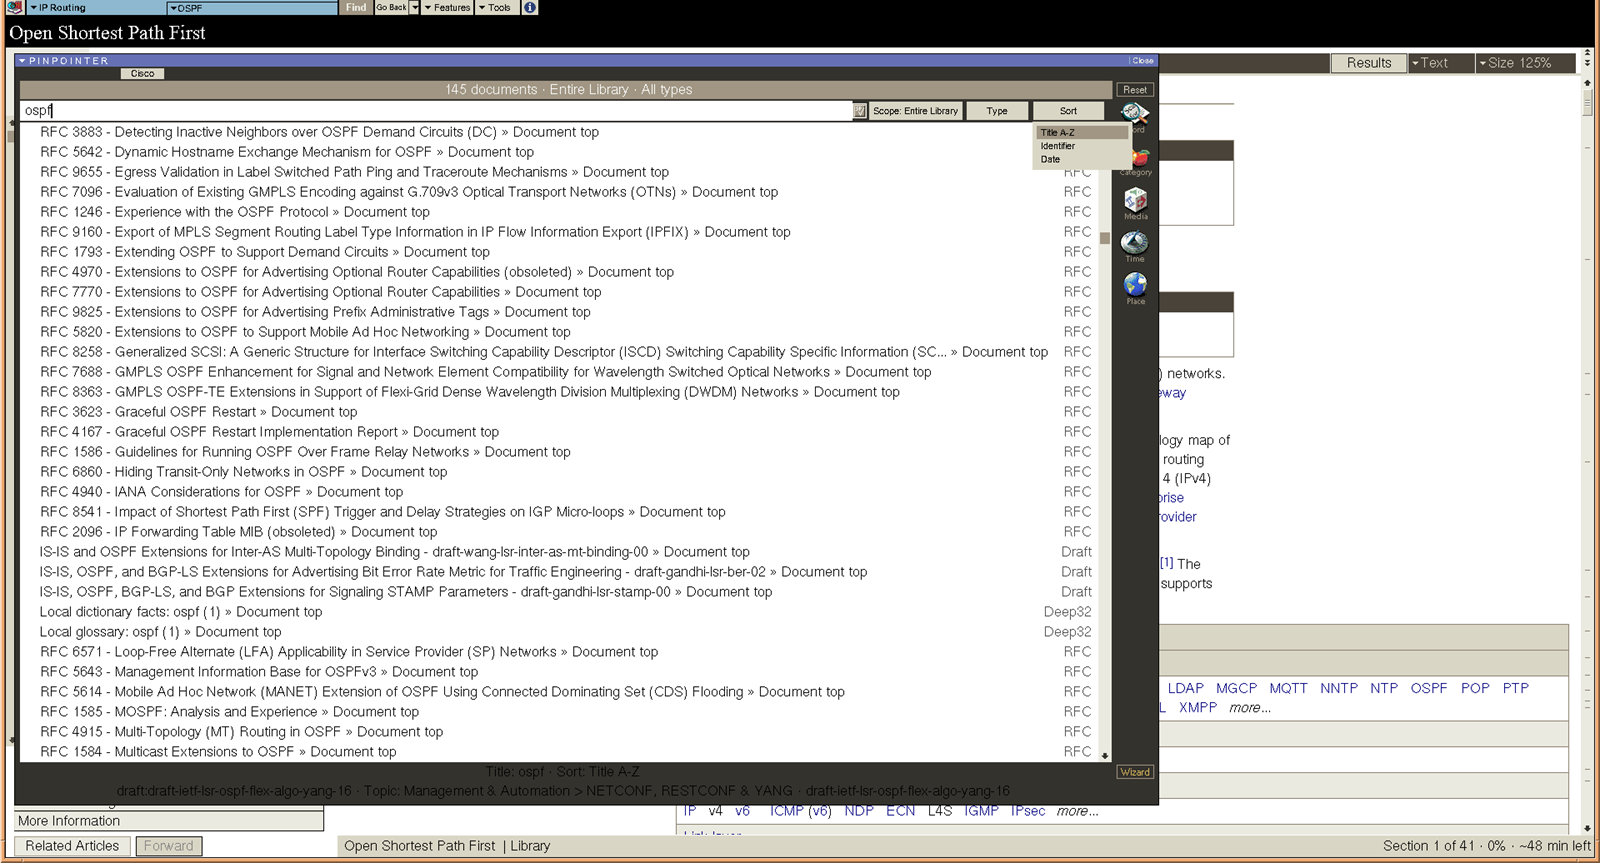 IP Routing OSPF Find Go Back Features Tools
Open Shortest Path First
PINPOINTER Close
Results Text Size 125%
Cisco
145 documents · Entire Library · All types Reset
ospf Scope: Entire Library Type Sort
Title A-Z
Identifier
Date
RFC 3883 - Detecting Inactive Neighbors over OSPF Demand Circuits (DC) » Document top
RFC 5642 - Dynamic Hostname Exchange Mechanism for OSPF » Document top
RFC 9655 - Egress Validation in Label Switched Path Ping and Traceroute Mechanisms » Document top RFC
RFC 7096 - Evaluation of Existing GMPLS Encoding against G.709v3 Optical Transport Networks (OTNs) » Document top RFC
RFC 1246 - Experience with the OSPF Protocol » Document top RFC
RFC 9160 - Export of MPLS Segment Routing Label Type Information in IP Flow Information Export (IPFIX) » Document top RFC
RFC 1793 - Extending OSPF to Support Demand Circuits » Document top RFC
RFC 4970 - Extensions to OSPF for Advertising Optional Router Capabilities (obsoleted) » Document top RFC
RFC 7770 - Extensions to OSPF for Advertising Optional Router Capabilities » Document top RFC
RFC 9825 - Extensions to OSPF for Advertising Prefix Administrative Tags » Document top RFC
RFC 5820 - Extensions to OSPF to Support Mobile Ad Hoc Networking » Document top RFC
RFC 8258 - Generalized SCSI: A Generic Structure for Interface Switching Capability Descriptor (ISCD) Switching Capability Specific Information (SC... » Document top RFC
RFC 7688 - GMPLS OSPF Enhancement for Signal and Network Element Compatibility for Wavelength Switched Optical Networks » Document top RFC
RFC 8363 - GMPLS OSPF-TE Extensions in Support of Flexi-Grid Dense Wavelength Division Multiplexing (DWDM) Networks » Document top RFC
RFC 3623 - Graceful OSPF Restart » Document top RFC
RFC 4167 - Graceful OSPF Restart Implementation Report » Document top RFC
RFC 1586 - Guidelines for Running OSPF Over Frame Relay Networks » Document top RFC
RFC 6860 - Hiding Transit-Only Networks in OSPF » Document top RFC
RFC 4940 - IANA Considerations for OSPF » Document top RFC
RFC 8541 - Impact of Shortest Path First (SPF) Trigger and Delay Strategies on IGP Micro-loops » Document top RFC
RFC 2096 - IP Forwarding Table MIB (obsoleted) » Document top RFC
IS-IS and OSPF Extensions for Inter-AS Multi-Topology Binding - draft-wang-lsr-inter-as-mt-binding-00 » Document top Draft
IS-IS, OSPF, and BGP-LS Extensions for Advertising Bit Error Rate Metric for Traffic Engineering - draft-gandhi-lsr-ber-02 » Document top Draft
IS-IS, OSPF, BGP-LS, and BGP Extensions for Signaling STAMP Parameters - draft-gandhi-lsr-stamp-00 » Document top Draft
Local dictionary facts: ospf (1) » Document top Deep32
Local glossary: ospf (1) » Document top Deep32
RFC 6571 - Loop-Free Alternate (LFA) Applicability in Service Provider (SP) Networks » Document top RFC
RFC 5643 - Management Information Base for OSPFv3 » Document top RFC
RFC 5614 - Mobile Ad Hoc Network (MANET) Extension of OSPF Using Connected Dominating Set (CDS) Flooding » Document top RFC
RFC 1585 - MOSPF: Analysis and Experience » Document top RFC
RFC 4915 - Multi-Topology (MT) Routing in OSPF » Document top RFC
RFC 1584 - Multicast Extensions to OSPF » Document top RFC
Category
Media
Time
Place
Wizard
Title: ospf · Sort: Title A-Z
draft:draft-ietf-lsr-ospf-flex-algo-yang-16 · Topic: Management & Automation > NETCONF, RESTCONF & YANG · draft-ietf-lsr-ospf-flex-algo-yang-16
) networks.
eway
logy map of
routing
4 (IPv4)
prise
rovider
[1] The
supports
LDAP MGCP MQTT NNTP NTP OSPF POP PTP
L XMPP more...
IP v4 v6 ICMP (v6) NDP ECN L4S IGMP IPsec more...
More Information
Related Articles Forward Open Shortest Path First | Library Section 1 of 41 · 0% · ~48 min left